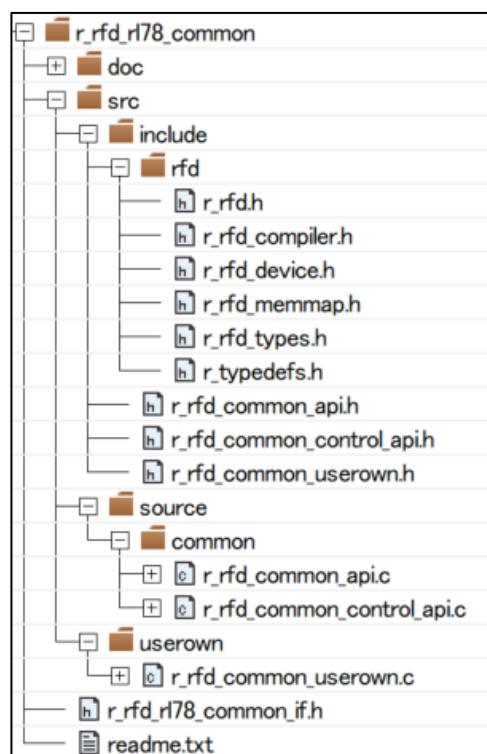 r_rfd_rl78_common
doc
src
include
rfd
r_rfd.h
r_rfd_compiler.h
r_rfd_device.h
r_rfd_memmap.h
r_rfd_types.h
r_typedefs.h
r_rfd_common_api.h
r_rfd_common_control_api.h
r_rfd_common_userown.h
source
common
r_rfd_common_api.c
r_rfd_common_control_api.c
userown
r_rfd_common_userown.c
r_rfd_rl78_common_if.h
readme.txt